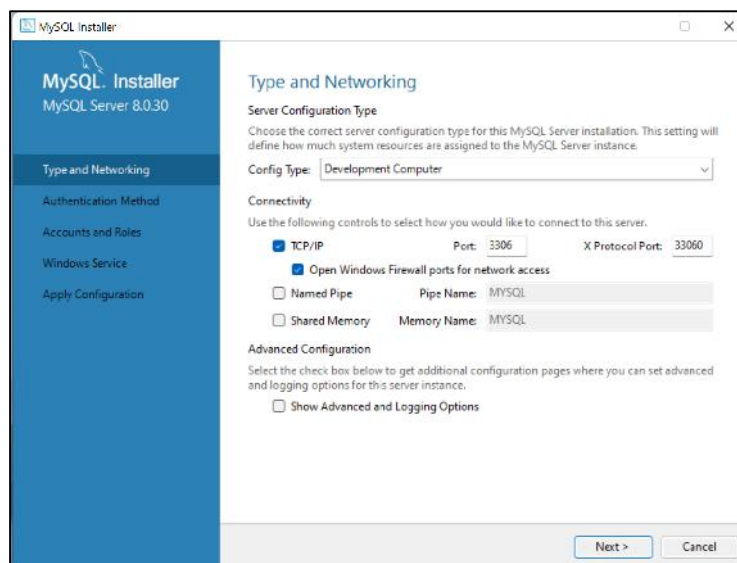 MySQL Installer
MySQL. Installer
MySQL Server 8.0.30
Type and Networking
Authentication Method
Accounts and Roles
Windows Service
Apply Configuration
Type and Networking
Server Configuration Type
Choose the correct server configuration type for this MySQL Server installation. This setting will
define how much system resources are assigned to the MySQL Server instance.
Config Type: Development Computer
Connectivity
Use the following controls to select how you would like to connect to this server.
TCP/IP Port: 3306 X Protocol Port: 33060
Open Windows Firewall ports for network access
Named Pipe Pipe Name: MYSQL
Shared Memory Memory Name: MYSQL
Advanced Configuration
Select the check box below to get additional configuration pages where you can set advanced
and logging options for this server instance.
Show Advanced and Logging Options
Next > Cancel